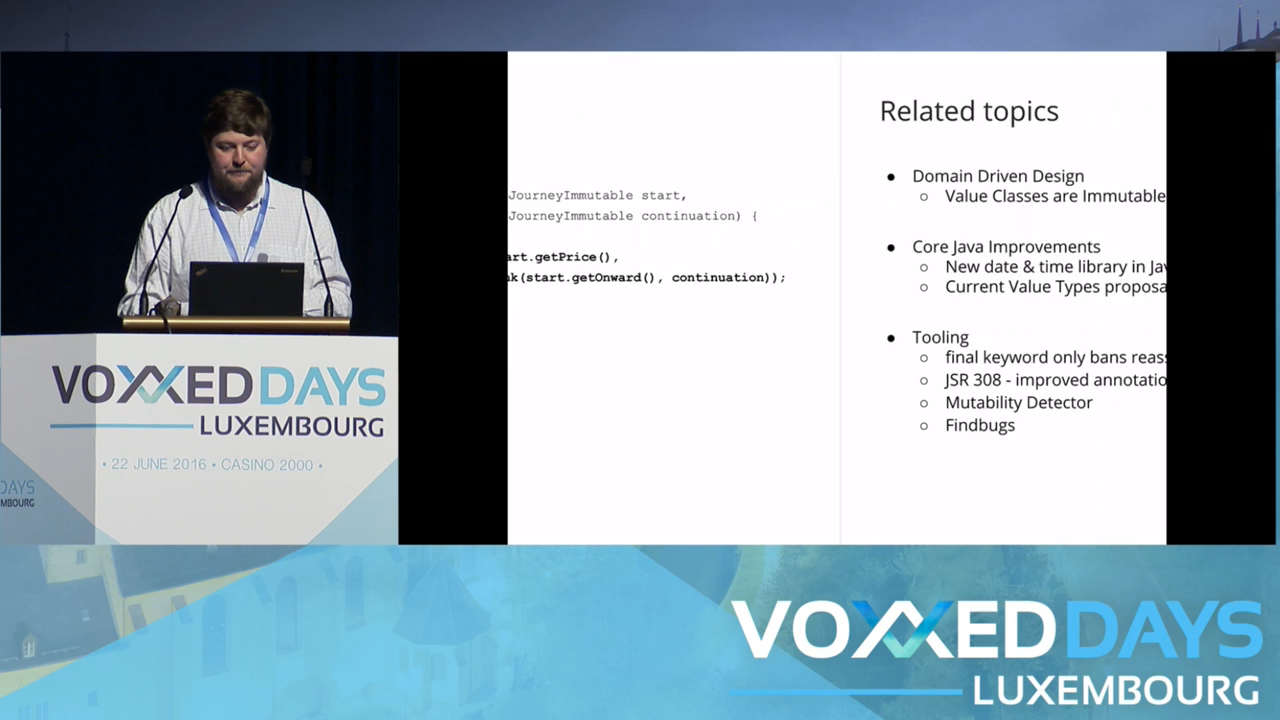 JourneyImmutable start,
JourneyImmutable continuation) {
art.getPrice(),
nk(start.getOnward(), continuation));
Related topics
● Domain Driven Design
○ Value Classes are Immutable
● Core Java Improvements
○ New date & time library in Jav
○ Current Value Types proposa
● Tooling
○ final keyword only bans reass
○ JSR 308 - improved annotatio
○ Mutability Detector
○ Findbugs
VOXXED DAYS
LUXEMBOURG
• 22 JUNE 2016 • CASINO 2000 •
DAYS
MBOURG
VOXXED DAYS
LUXEMBOURG